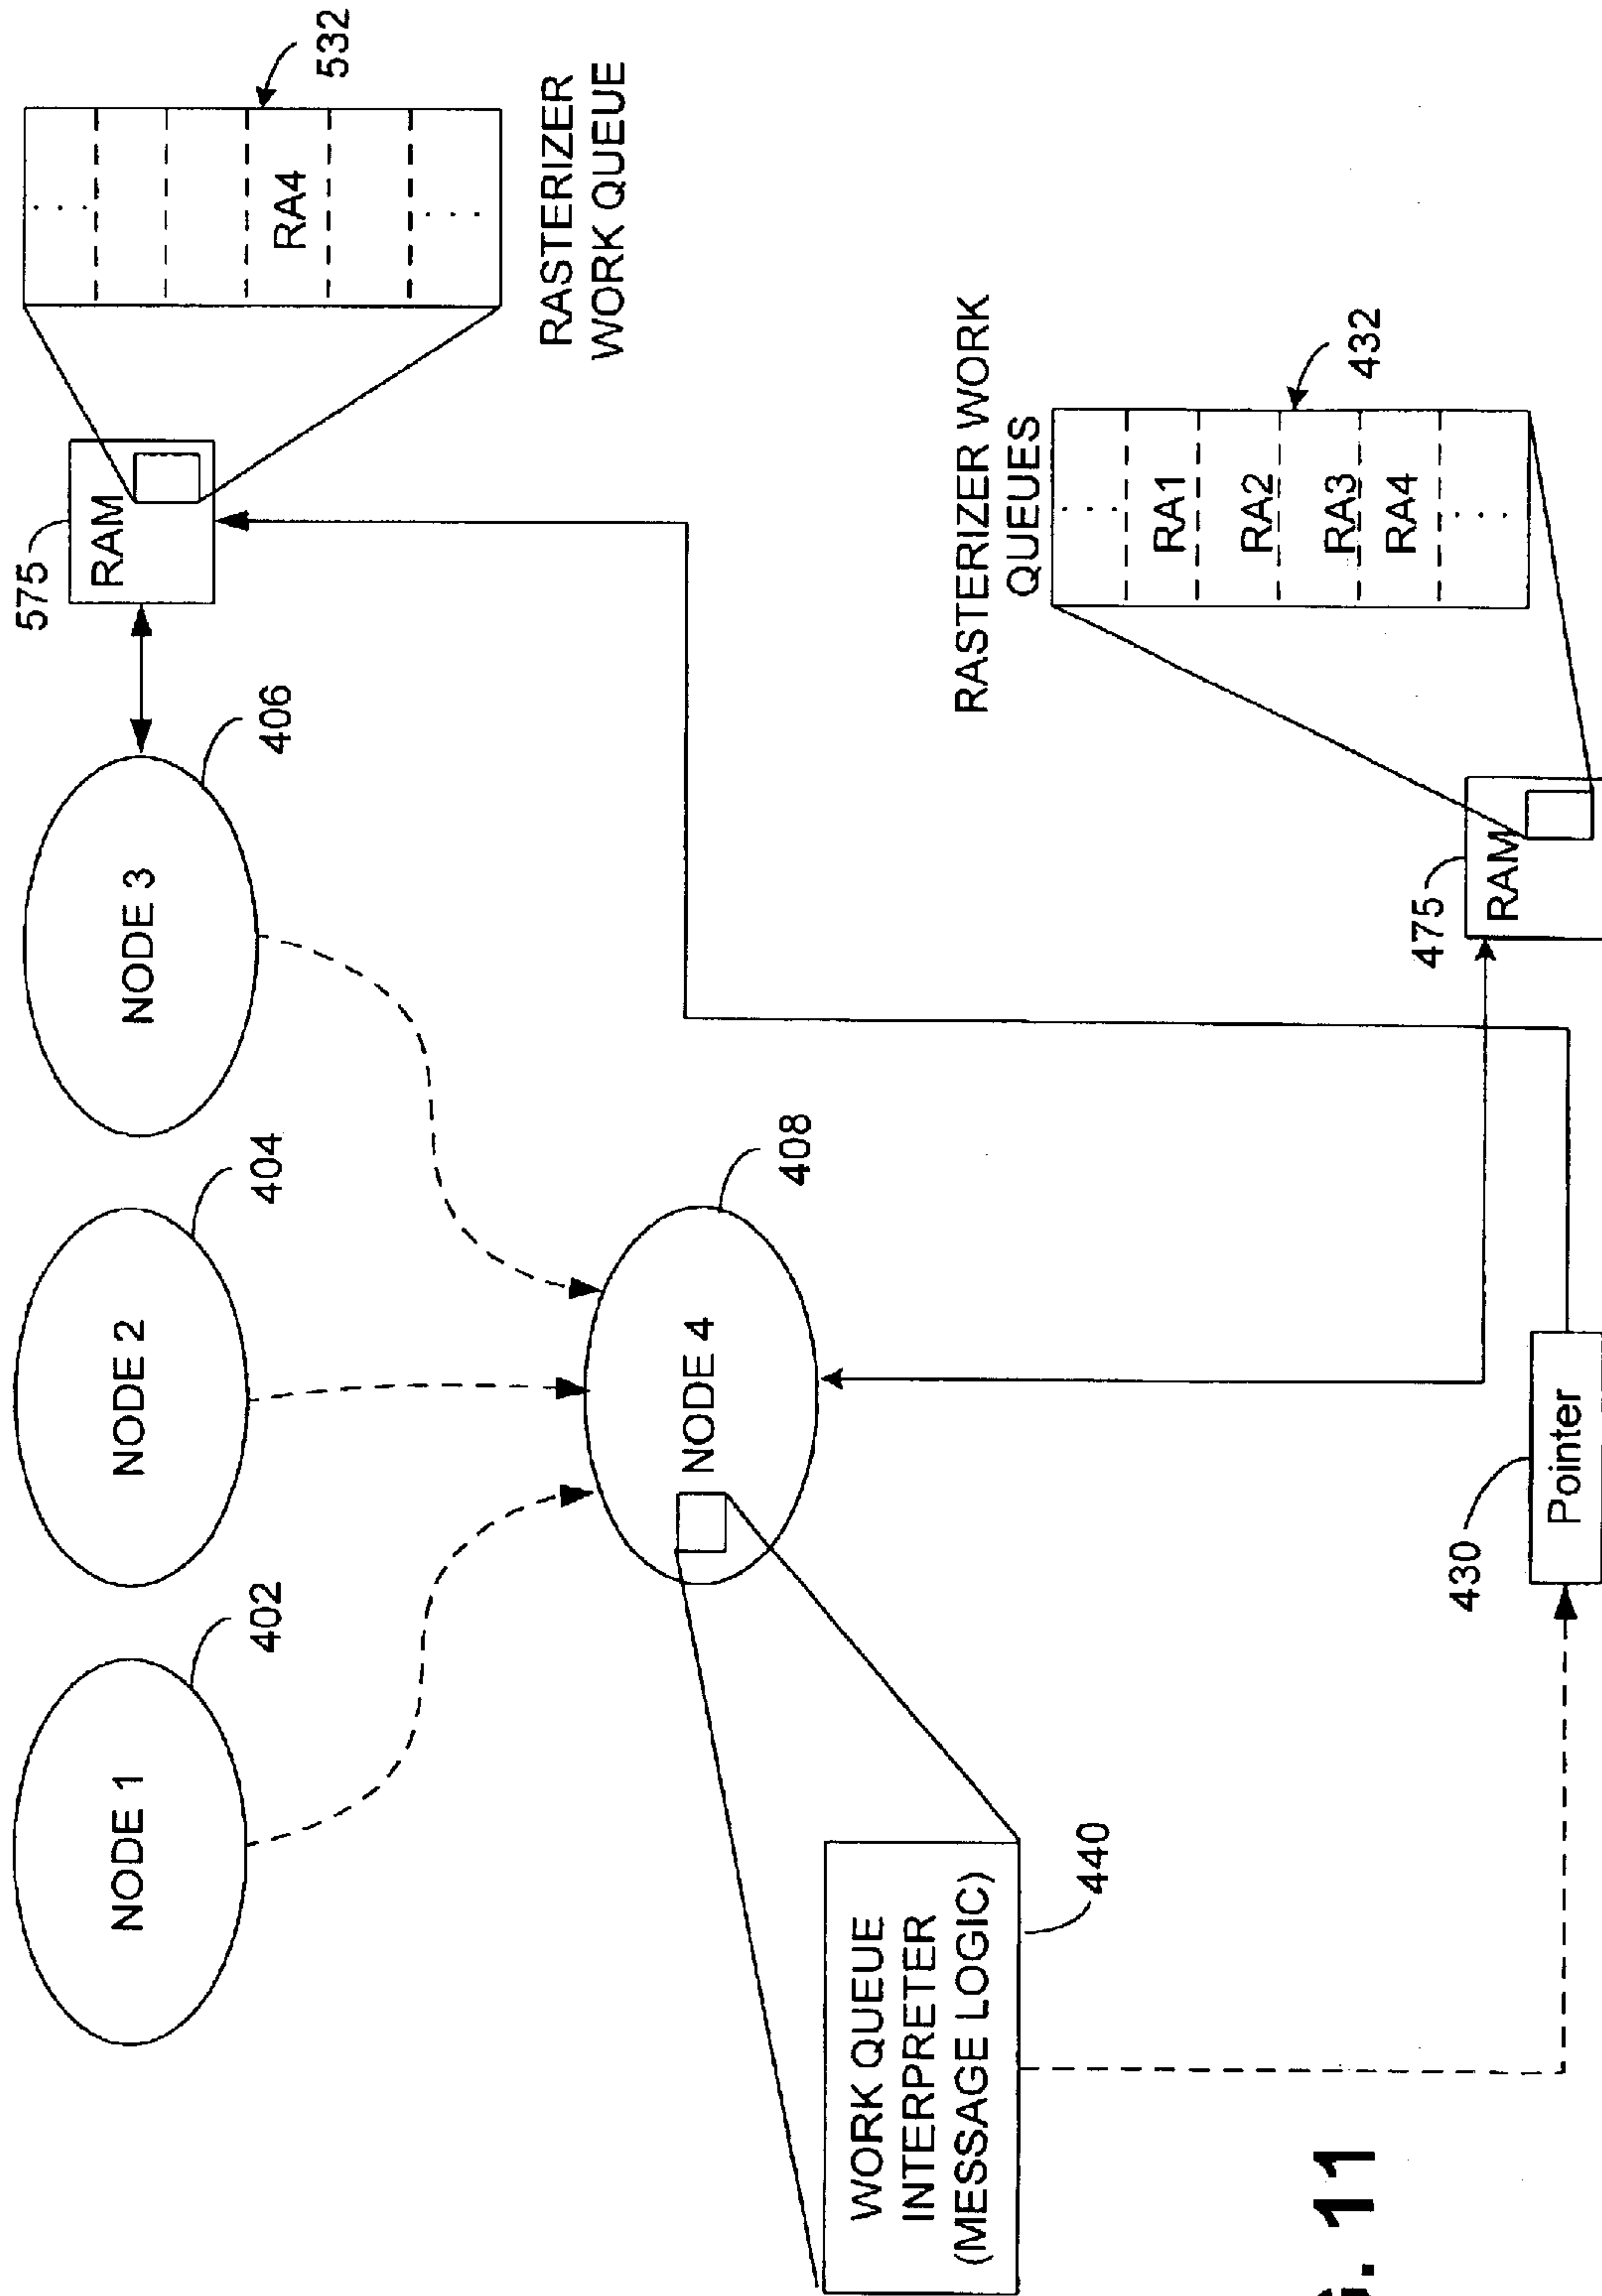 NODE 1
402
NODE 2
404
NODE 3
406
575
RAM
RA4
532
RASTERIZER
WORK QUEUE
NODE 4
408
WORK QUEUE
INTERPRETER
(MESSAGE LOGIC)
440
RASTERIZER WORK
QUEUES
RA1
RA2
RA3
RA4
432
475
RAM
430
Pointer
11